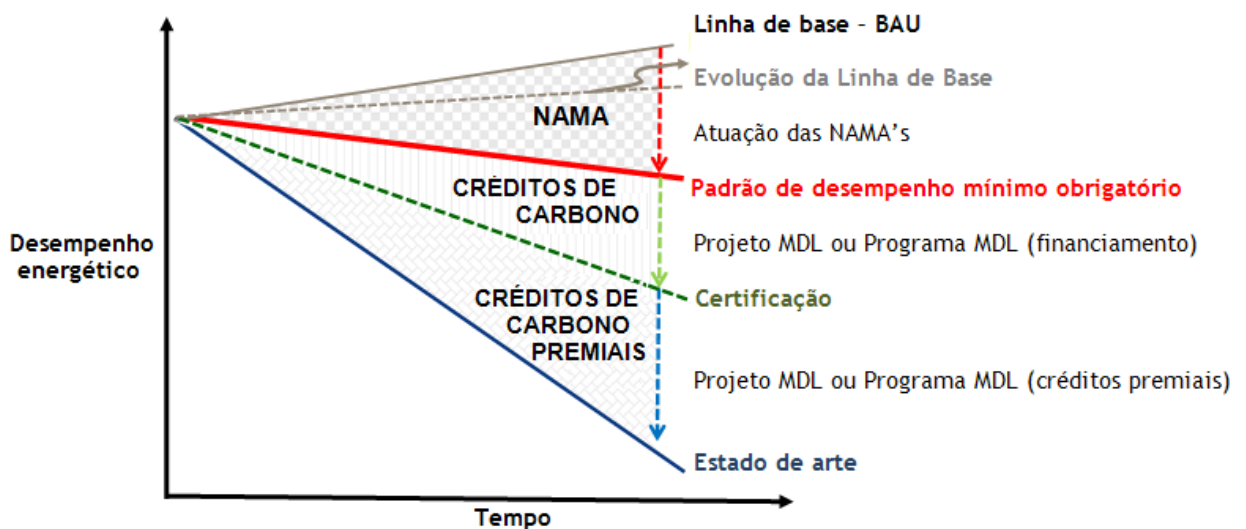 Linha de base - BAU
Evolução da Linha de Base
NAMA
Atuação das NAMA's
Padrão de desempenho mínimo obrigatório
CRÉDITOS DE
CARBONO
Projeto MDL ou Programa MDL (financiamento)
Desempenho
energético
Certificação
CRÉDITOS DE
CARBONO
PREMIAIS
Projeto MDL ou Programa MDL (créditos premiais)
Estado de arte
Tempo